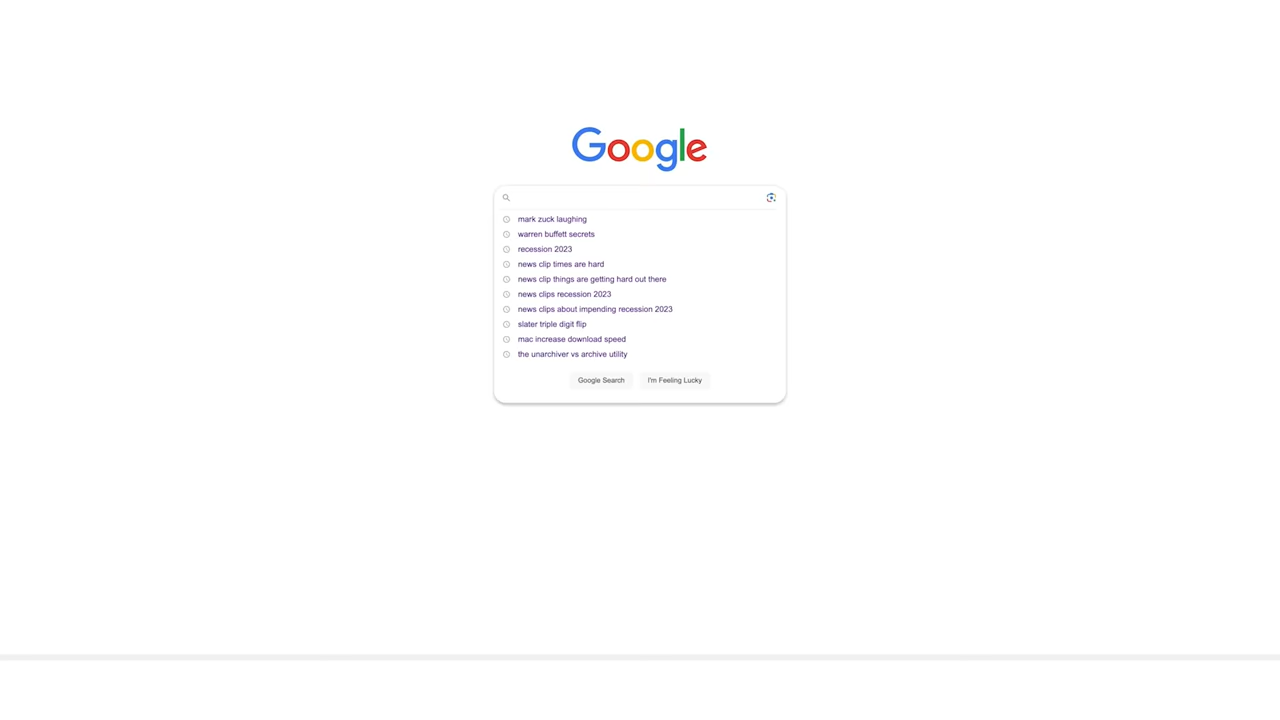 Google
mark zuck laughing
warren buffett secrets
recession 2023
news clip times are hard
news clip things are getting hard out there
news clips recession 2023
news clips about impending recession 2023
slater triple digit flip
mac increase download speed
the unarchiver vs archive utility
Google Search
I'm Feeling Lucky